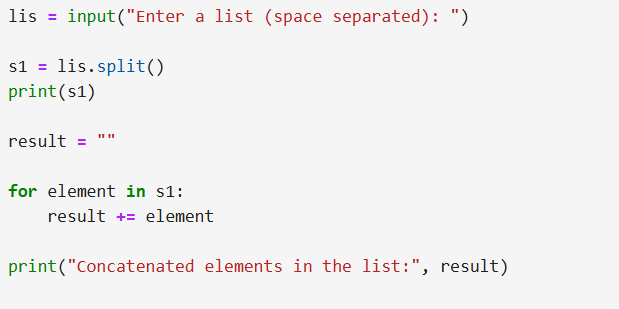 lis = input("Enter a list (space separated): ")
s1 = lis.split()
print(s1)
result = ""
for element in s1:
    result += element
print("Concatenated elements in the list:", result)